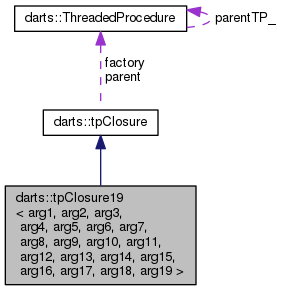 darts::ThreadedProcedure
parentTP_
factory
parent
darts::tpClosure
darts::tpClosure19
< arg1, arg2, arg3,
arg4, arg5, arg6, arg7,
arg8, arg9, arg10, arg11,
arg12, arg13, arg14, arg15,
arg16, arg17, arg18, arg19 >